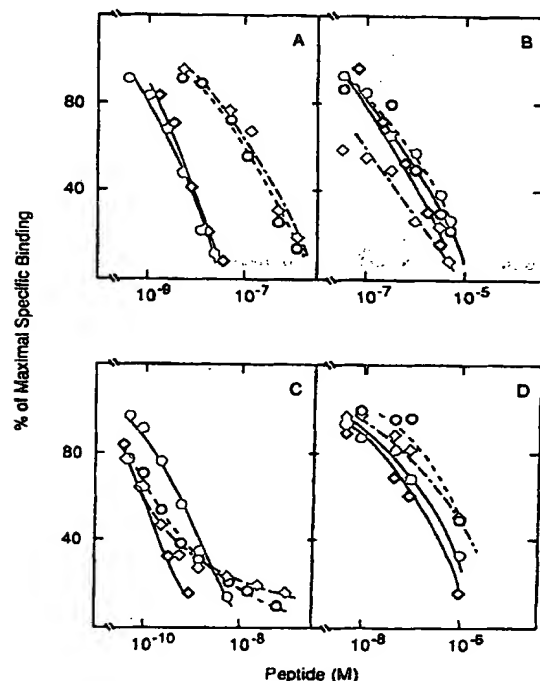 A
B
80
40
10⁻⁹ 10⁻⁷
10⁻⁷ 10⁻⁵
% of Maximal Specific Binding
C
D
80
40
10⁻¹⁰ 10⁻⁸
10⁻⁸ 10⁻⁶
Peptide (M)